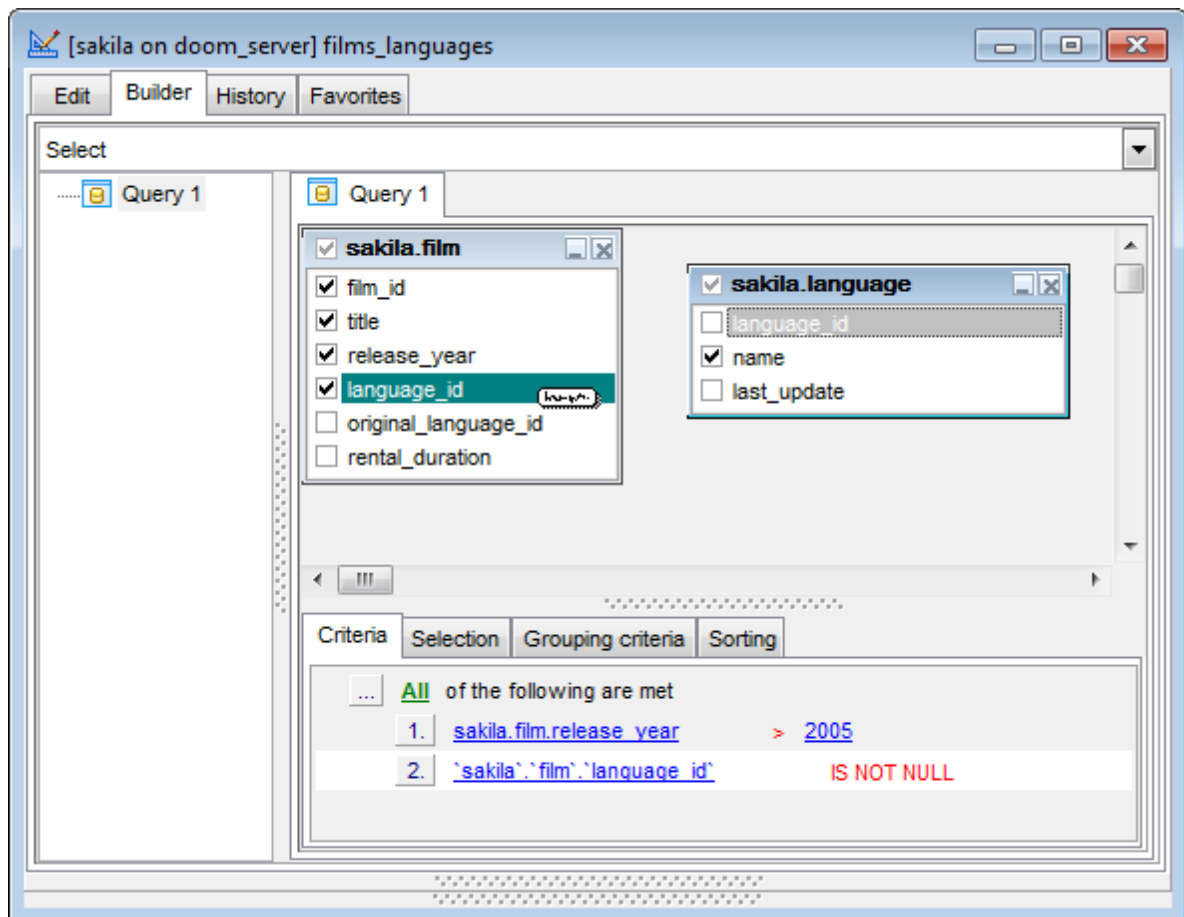 [sakila on doom_server] films_languages
Edit Builder History Favorites
Select
Query 1
Query 1
sakila.film
film_id
title
release_year
language_id
original_language_id
rental_duration
sakila.language
language_id
name
last_update
Criteria Selection Grouping criteria Sorting
... All of the following are met
1. sakila.film.release_year > 2005
2. `sakila`.`film`.`language_id` IS NOT NULL